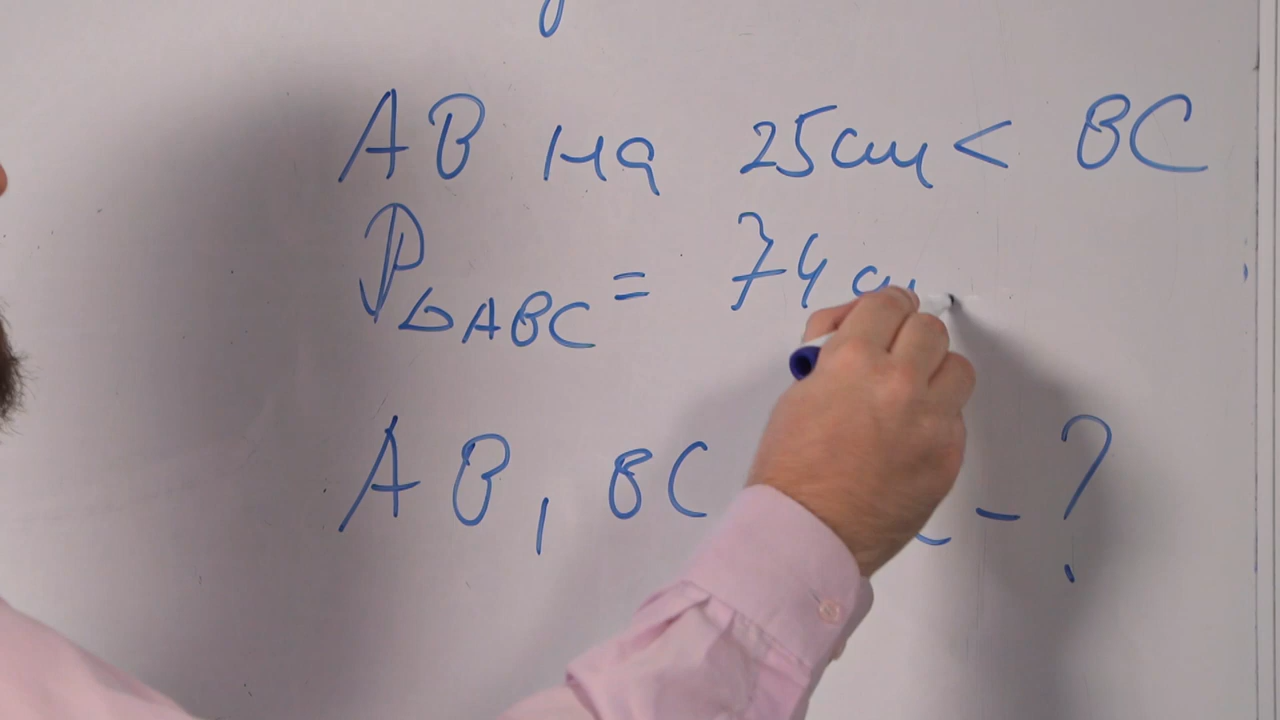 AB на 25см < BC
P△ABC = 74 см
AB, BC - ?